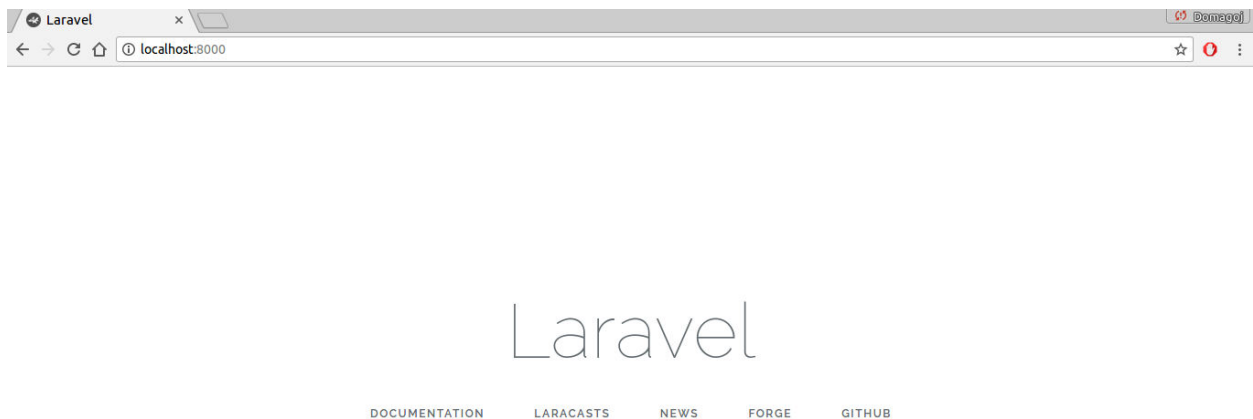 Laravel
Domagoj
localhost:8000
Laravel
DOCUMENTATION LARACASTS NEWS FORGE GITHUB